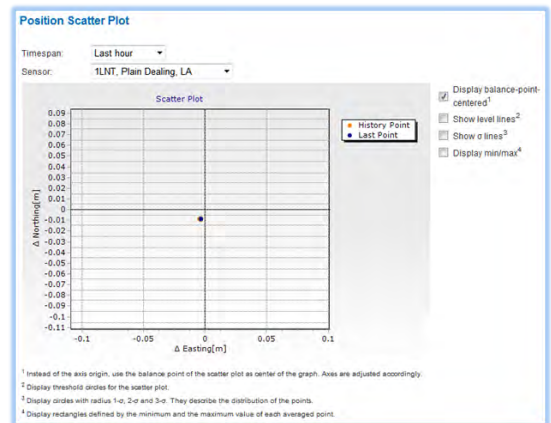 Position Scatter Plot
Timespan: Last hour
Sensor: 1LNT, Plain Dealing, LA
Display balance-point-
centered1
Show level lines2
Show σ lines3
Display min/max4
Scatter Plot
History Point
Last Point
Δ Northing[m]
0.09
0.08
0.07
0.06
0.05
0.04
0.03
0.02
0.01
0
-0.01
-0.02
-0.03
-0.04
-0.05
-0.06
-0.07
-0.08
-0.09
-0.1
-0.11
-0.1 -0.05 0 0.05 0.1
Δ Easting[m]
1 Instead of the axis origin, use the balance point of the scatter plot as center of the graph. Axes are adjusted accordingly.
2 Display threshold circles for the scatter plot.
3 Display circles with radius 1-σ, 2-σ and 3-σ. They describe the distribution of the points.
4 Display rectangles defined by the minimum and the maximum value of each averaged point.